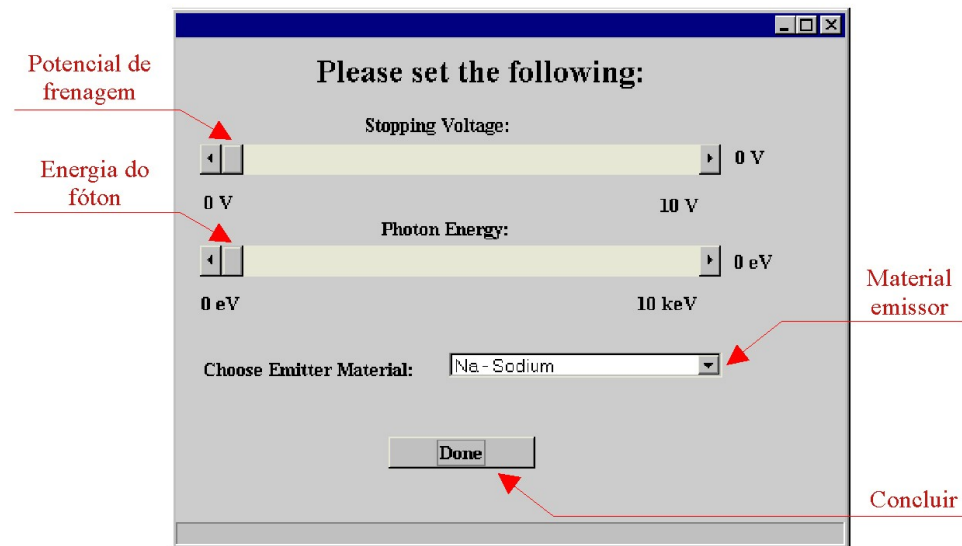 Please set the following:
Potencial de
frenagem
Stopping Voltage:
0 V
0 V
10 V
Energia do
fóton
Photon Energy:
0 eV
0 eV
10 keV
Material
emissor
Choose Emitter Material:
Na - Sodium
Done
Concluir